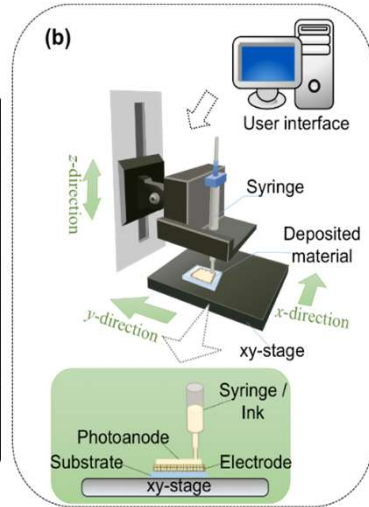 (b)
User interface
z-direction
Syringe
Deposited
material
y-direction
x-direction
xy-stage
Syringe /
Ink
Photoanode
Substrate
Electrode
xy-stage